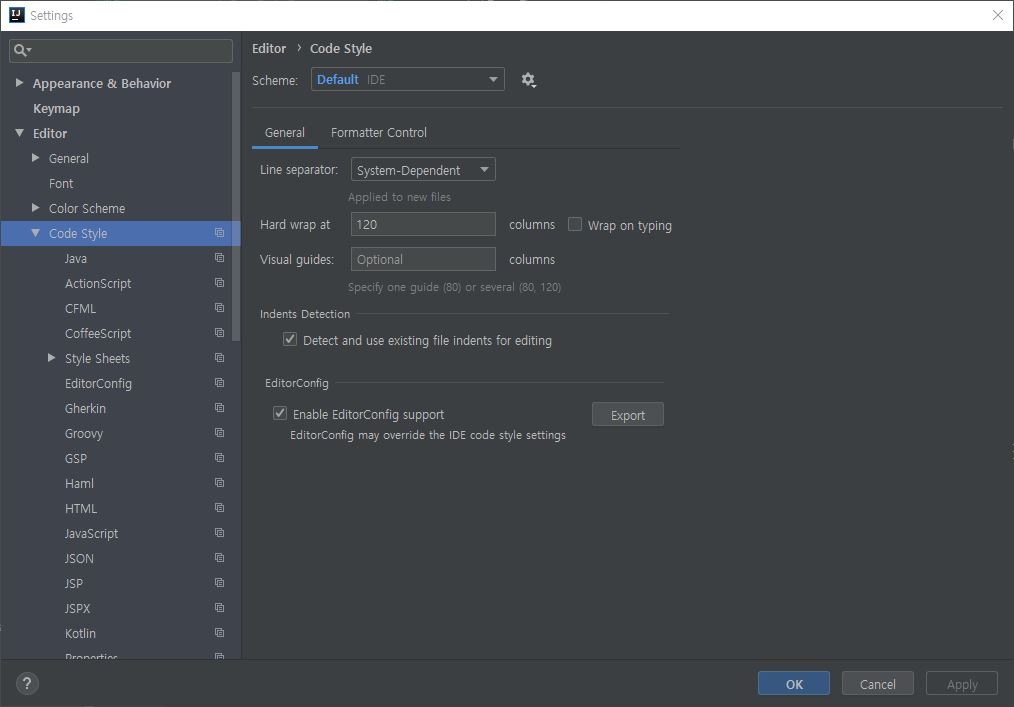 IJ
Settings
Appearance & Behavior
Keymap
Editor
General
Font
Color Scheme
Code Style
Java
ActionScript
CFML
CoffeeScript
Style Sheets
EditorConfig
Gherkin
Groovy
GSP
Haml
HTML
JavaScript
JSON
JSP
JSPX
Kotlin
Properties
Editor › Code Style
Scheme: Default IDE
General Formatter Control
Line separator: System-Dependent
Applied to new files
Hard wrap at 120 columns Wrap on typing
Visual guides: Optional columns
Specify one guide (80) or several (80, 120)
Indents Detection
Detect and use existing file indents for editing
EditorConfig
Enable EditorConfig support Export
EditorConfig may override the IDE code style settings
? OK Cancel Apply